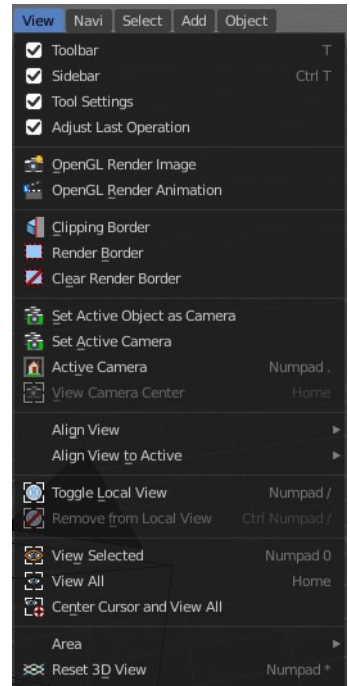 View Navi Select Add Object
Toolbar T
Sidebar Ctrl T
Tool Settings
Adjust Last Operation
OpenGL Render Image
OpenGL Render Animation
Clipping Border
Render Border
Clear Render Border
Set Active Object as Camera
Set Active Camera
Active Camera Numpad .
View Camera Center Home
Align View
Align View to Active
Toggle Local View Numpad /
Remove from Local View Ctrl Numpad /
View Selected Numpad 0
View All Home
Center Cursor and View All
Area
Reset 3D View Numpad *